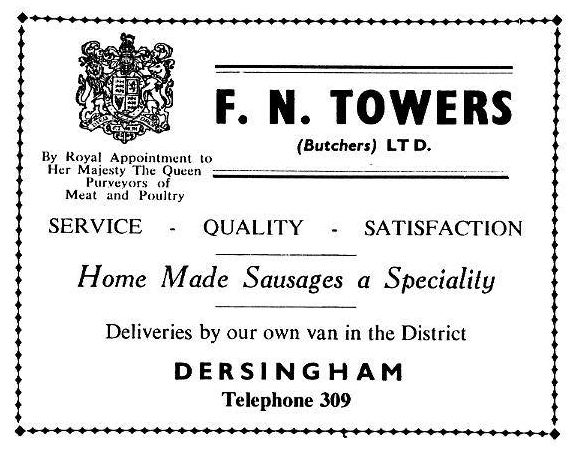 F. N. TOWERS
(Butchers) LTD.
By Royal Appointment to
Her Majesty The Queen
Purveyors of
Meat and Poultry
SERVICE - QUALITY - SATISFACTION
Home Made Sausages a Speciality
Deliveries by our own van in the District
DERSINGHAM
Telephone 309